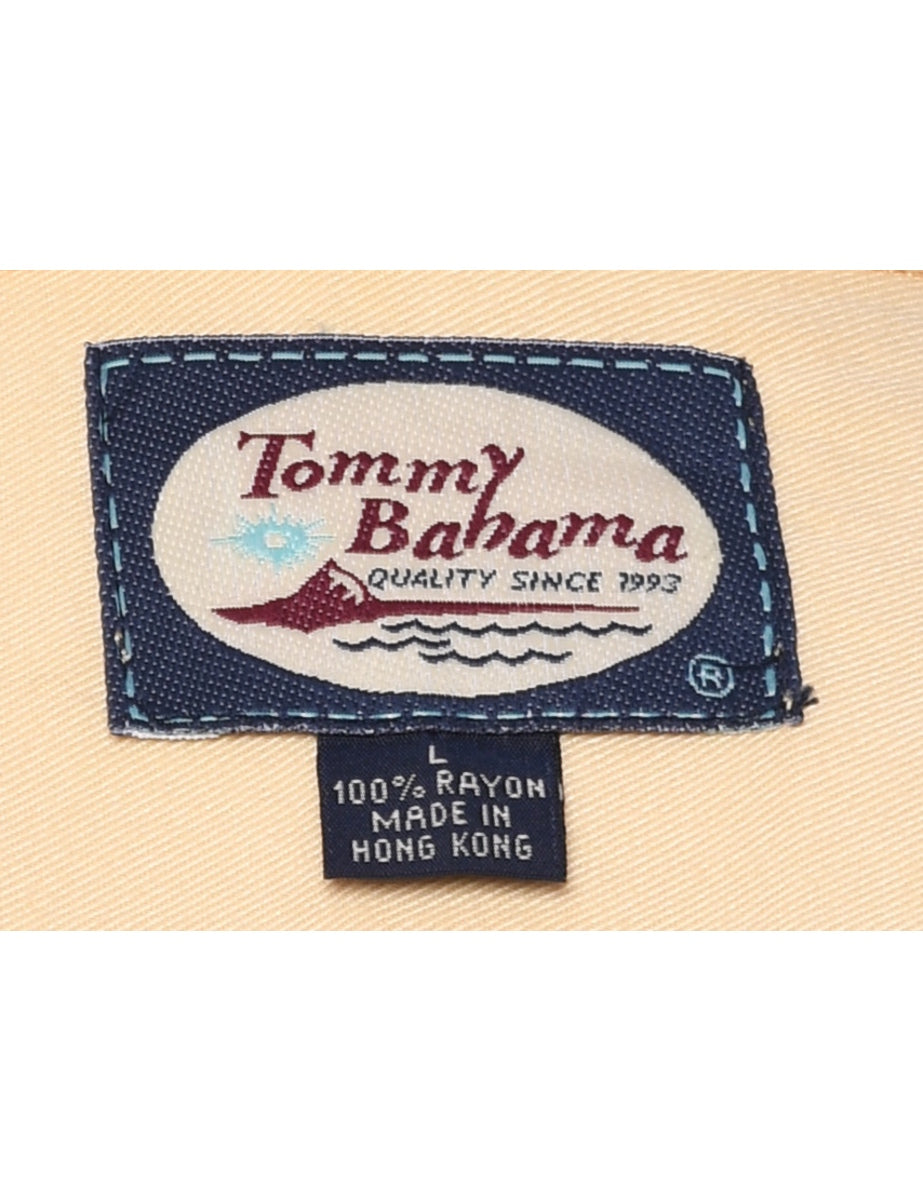 Tommy
Bahama
QUALITY SINCE 1993
®
L
100% RAYON
MADE IN
HONG KONG